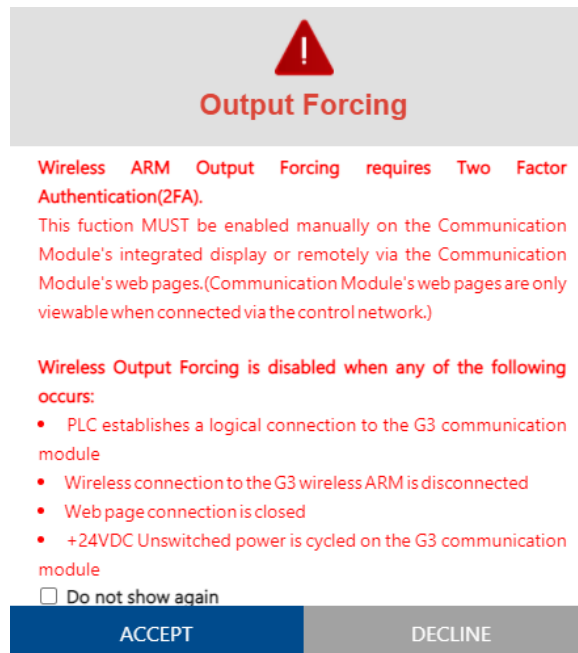 Output Forcing
Wireless ARM Output Forcing requires Two Factor
Authentication(2FA).
This fuction MUST be enabled manually on the Communication
Module's integrated display or remotely via the Communication
Module's web pages.(Communication Module's web pages are only
viewable when connected via the control network.)
Wireless Output Forcing is disabled when any of the following
occurs:
• PLC establishes a logical connection to the G3 communication
module
• Wireless connection to the G3 wireless ARM is disconnected
• Web page connection is closed
• +24VDC Unswitched power is cycled on the G3 communication
module
Do not show again
ACCEPT DECLINE